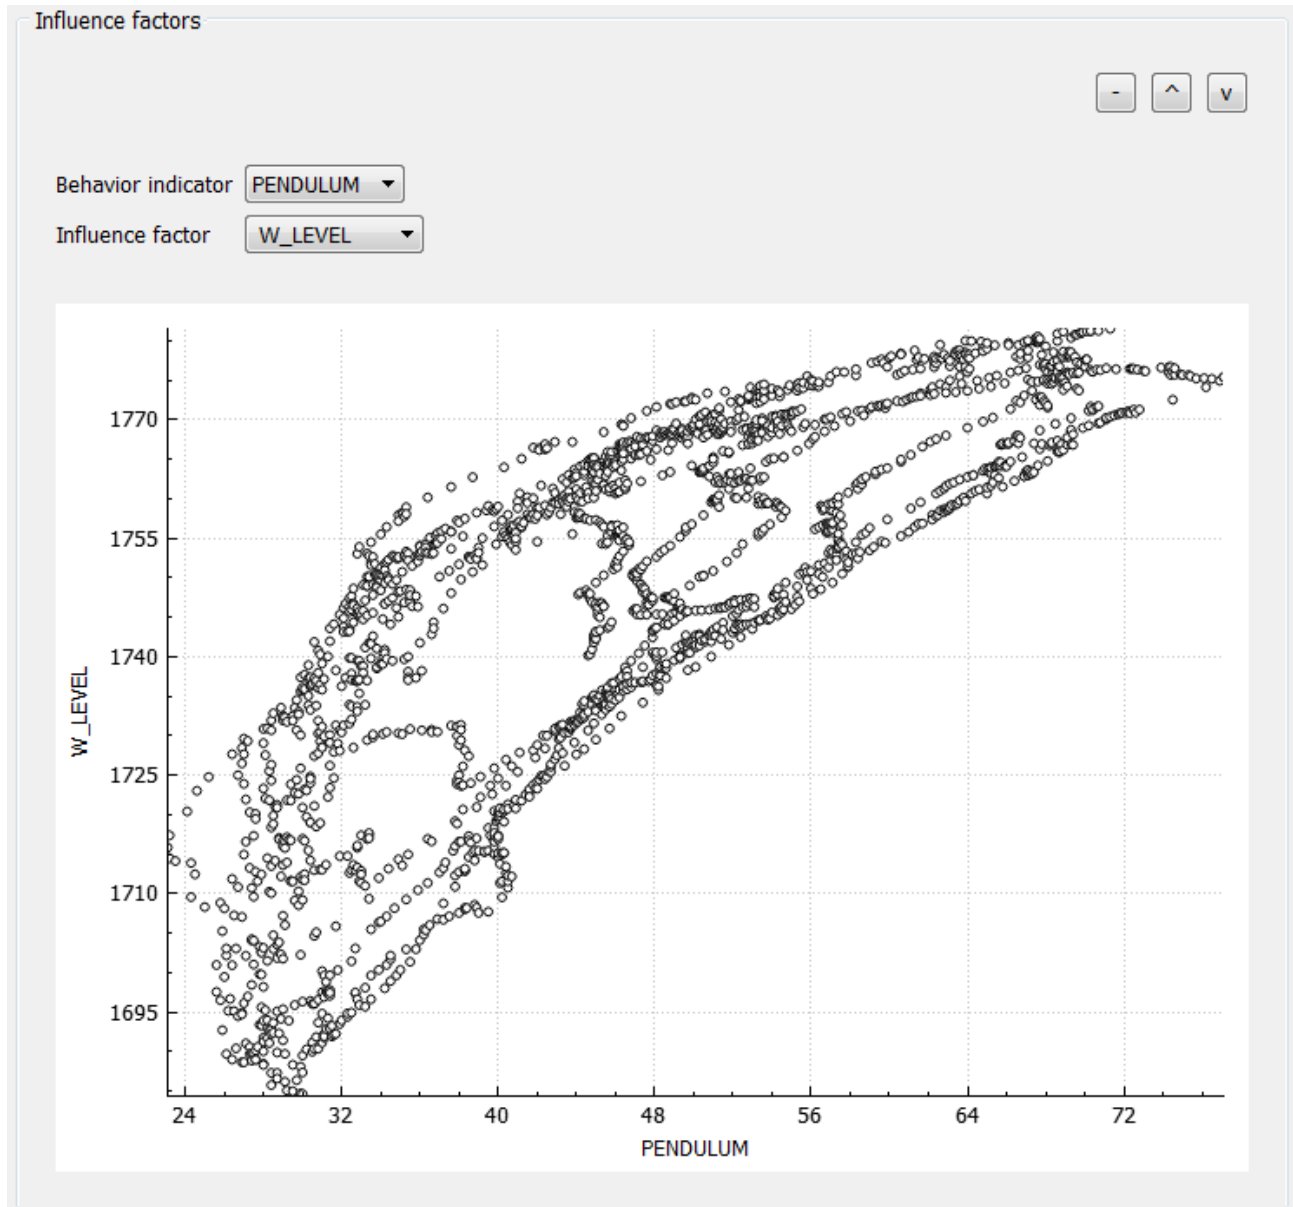 Influence factors
- ^ v
Behavior indicator PENDULUM
Influence factor W_LEVEL
1770
1755
1740
1725
1710
1695
W_LEVEL
24 32 40 48 56 64 72
PENDULUM